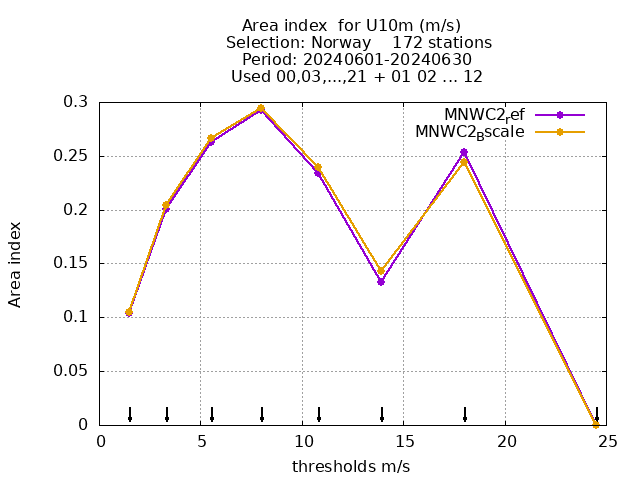 Area index  for U10m (m/s)
Selection: Norway    172 stations
Period: 20240601-20240630
Used 00,03,...,21 + 01 02 ... 12
MNWC2ref
MNWC2Bscale
0.3
0.25
0.2
0.15
0.1
0.05
0
Area index
0 5 10 15 20 25
thresholds m/s